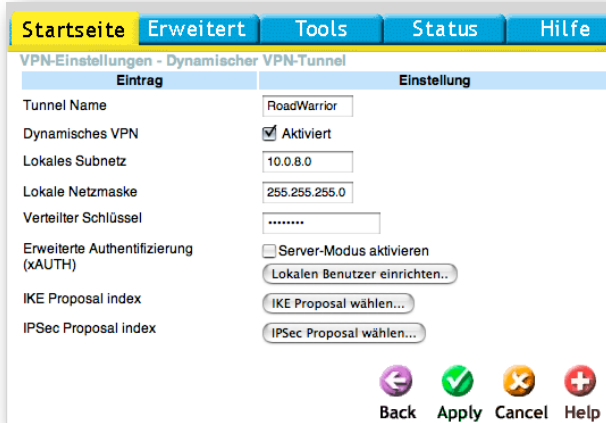 Startseite Erweitert Tools Status Hilfe
VPN-Einstellungen - Dynamischer VPN-Tunnel
Eintrag Einstellung
Tunnel Name RoadWarrior
Dynamisches VPN Aktiviert
Lokales Subnetz 10.0.8.0
Lokale Netzmaske 255.255.255.0
Verteilter Schlüssel ········
Erweiterte Authentifizierung Server-Modus aktivieren
(xAUTH) Lokalen Benutzer einrichten..
IKE Proposal index IKE Proposal wählen...
IPSec Proposal index IPSec Proposal wählen...
Back Apply Cancel Help